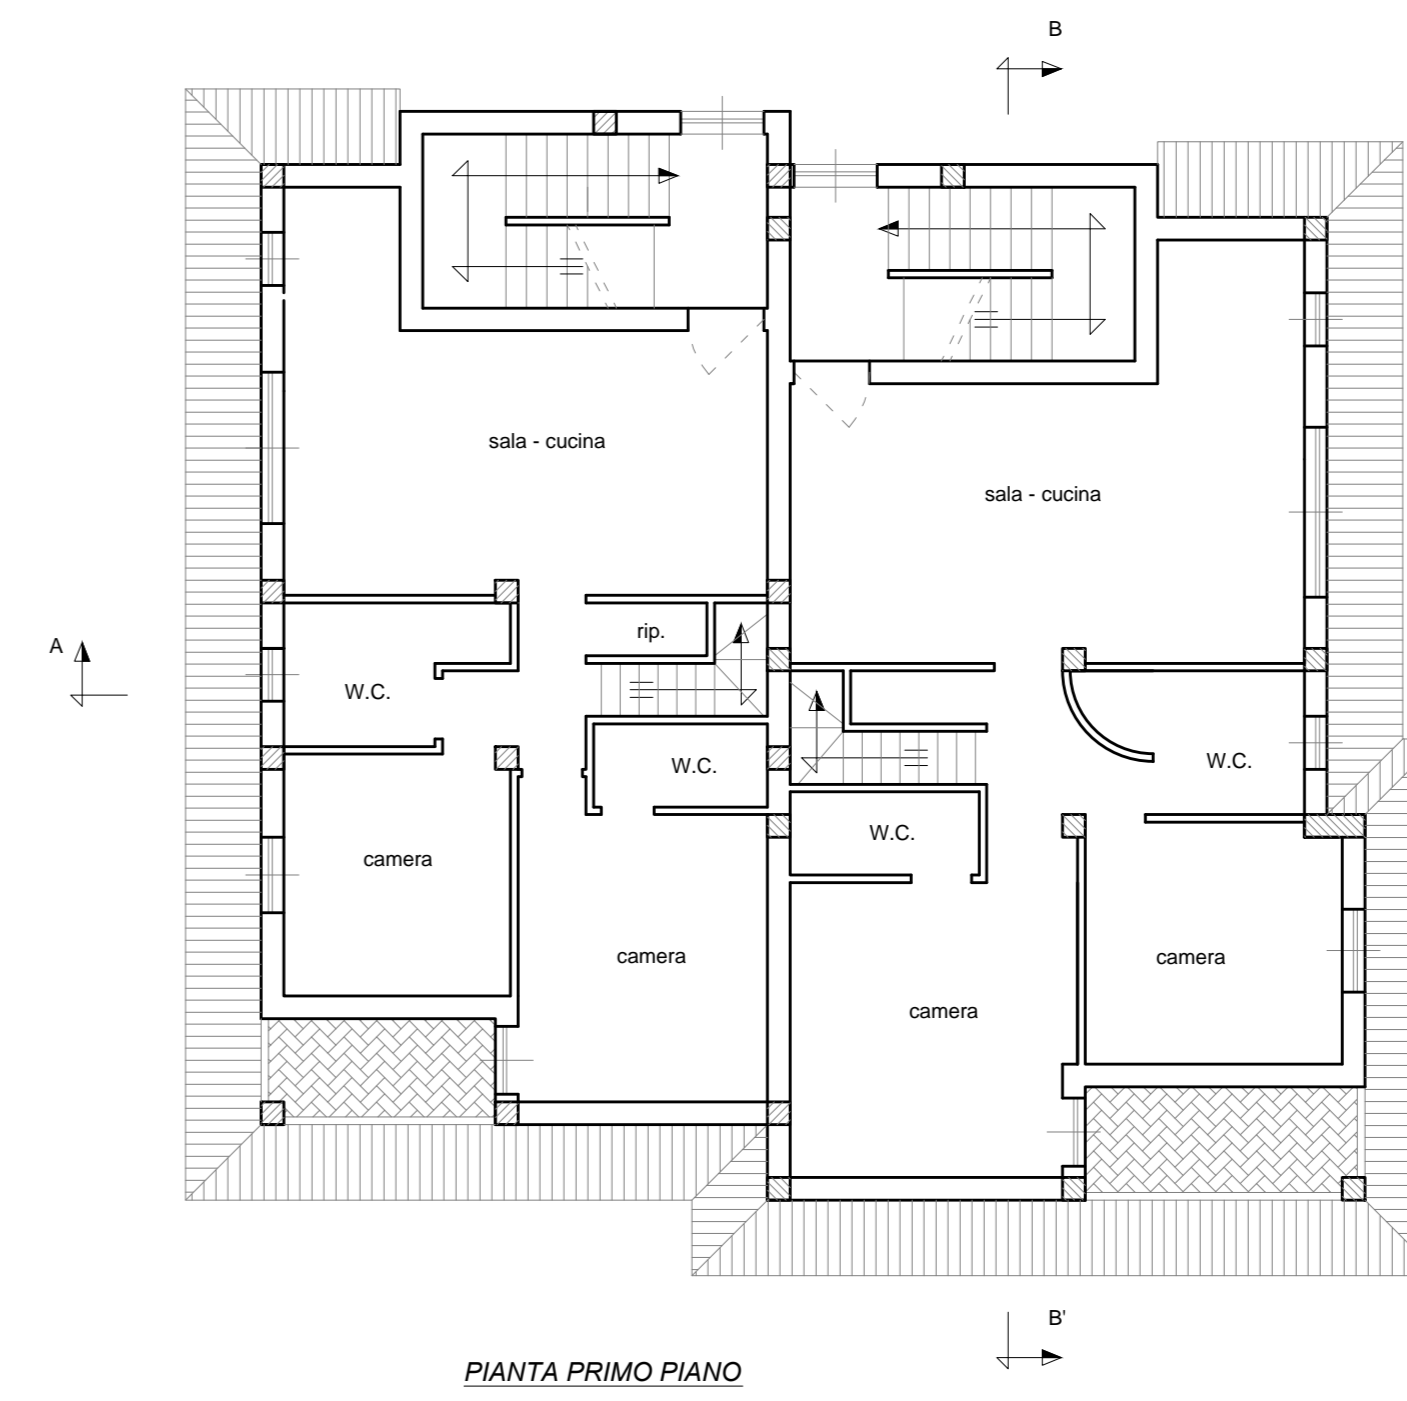 B
sala - cucina
sala - cucina
rip.
A
W.C.
W.C.
W.C.
W.C.
camera
camera
camera
camera
B'
PIANTA PRIMO PIANO